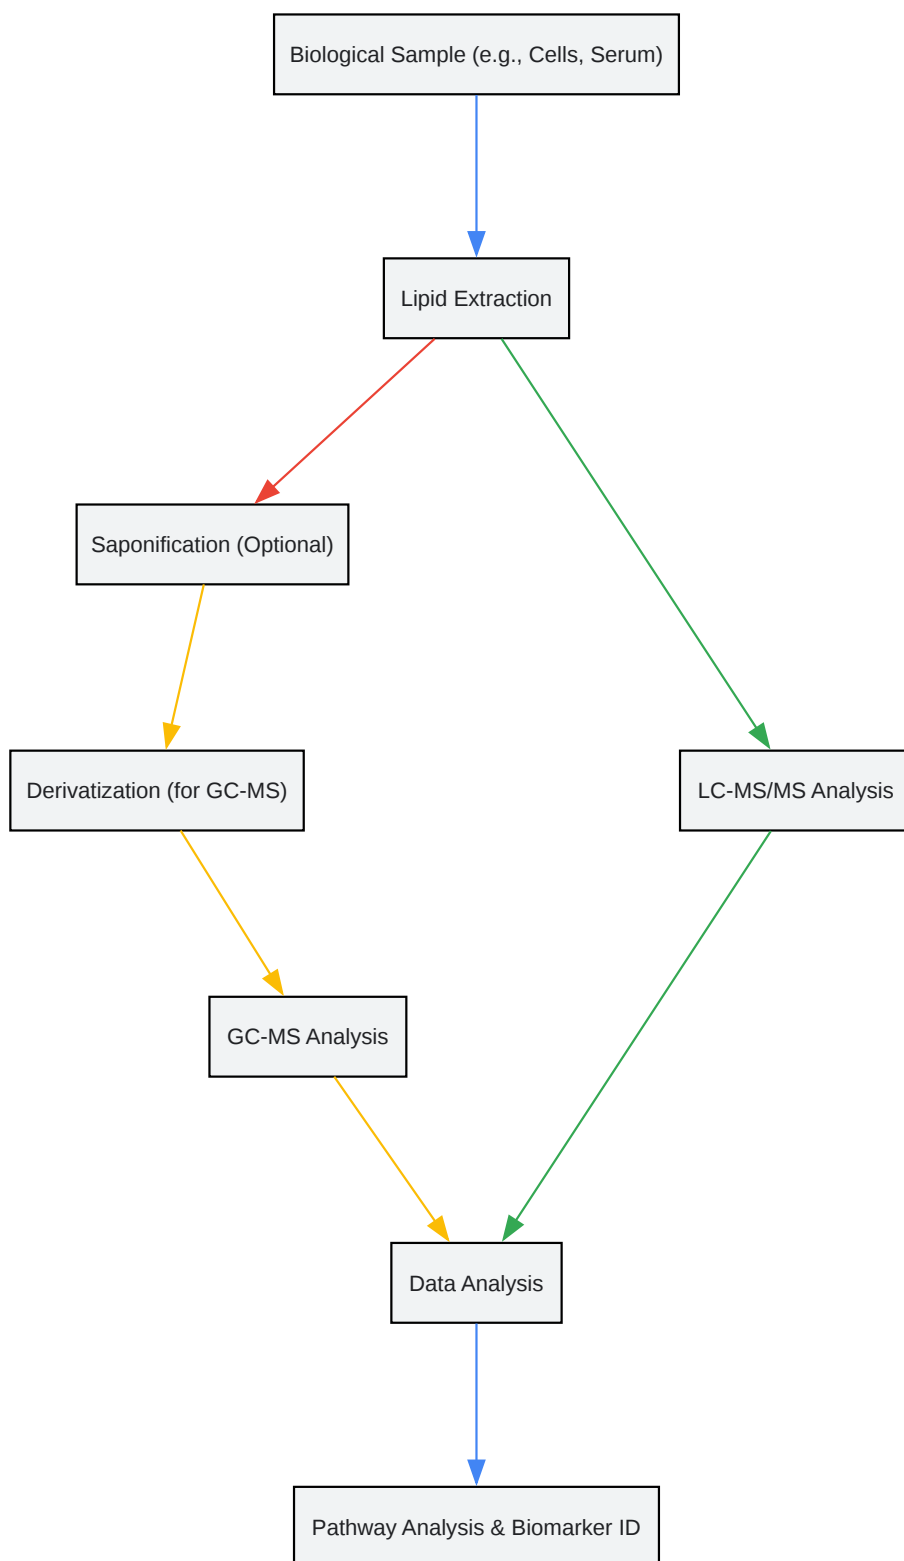 Biological Sample (e.g., Cells, Serum)
Lipid Extraction
Saponification (Optional)
Derivatization (for GC-MS)
LC-MS/MS Analysis
GC-MS Analysis
Data Analysis
Pathway Analysis & Biomarker ID